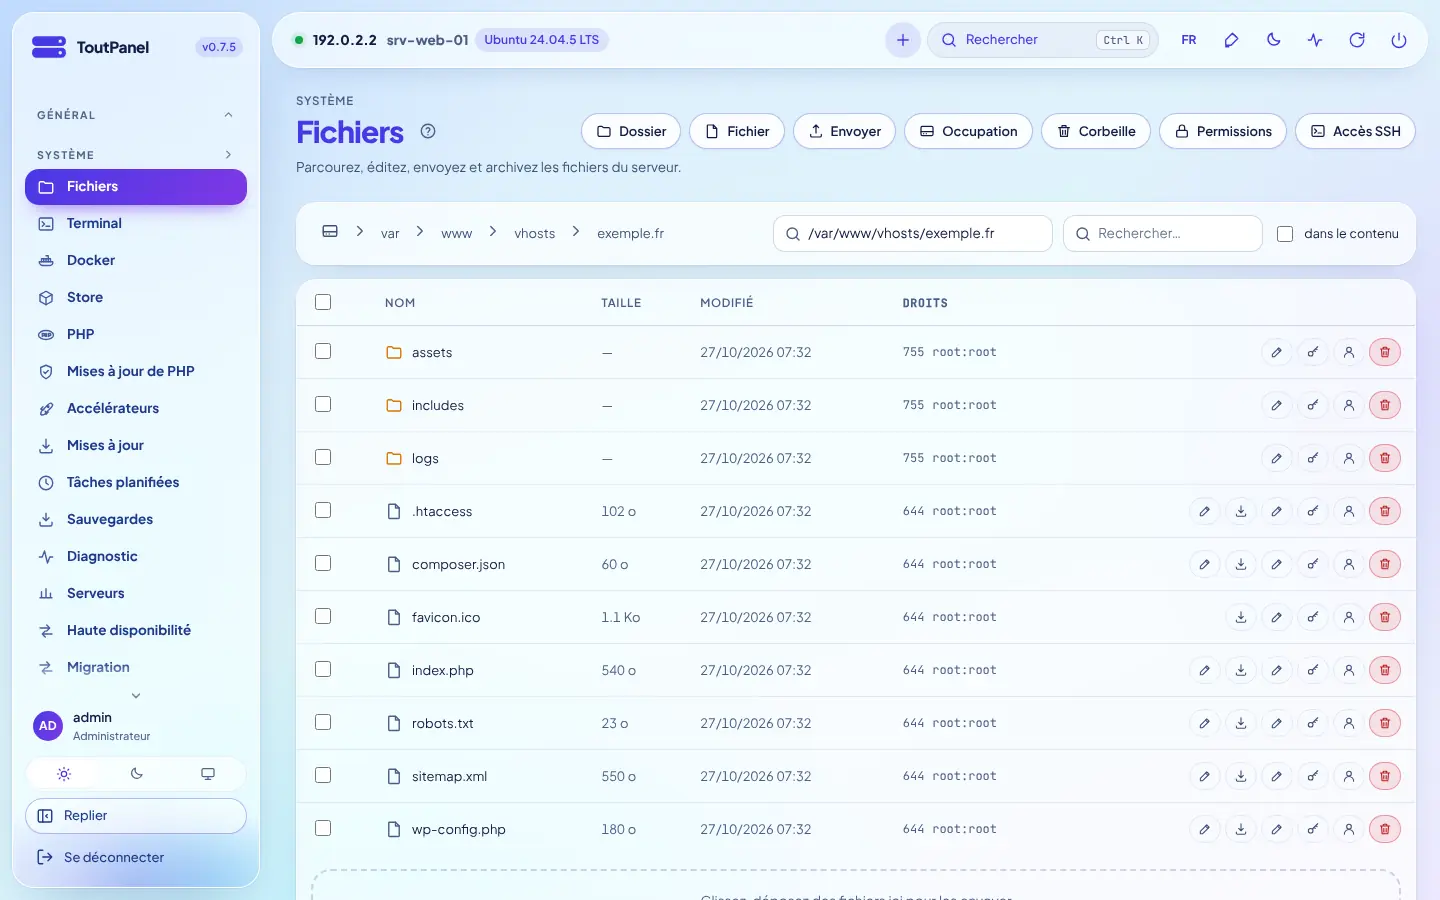 ToutPanel v0.7.5
192.0.2.2 srv-web-01 Ubuntu 24.04.5 LTS
Rechercher Ctrl K FR
GÉNÉRAL
SYSTÈME
Fichiers
Terminal
Docker
Store
PHP
Mises à jour de PHP
Accélérateurs
Mises à jour
Tâches planifiées
Sauvegardes
Diagnostic
Serveurs
Haute disponibilité
Migration
AD admin
Administrateur
Replier
Se déconnecter
SYSTÈME
Fichiers
Dossier Fichier Envoyer Occupation Corbeille Permissions Accès SSH
Parcourez, éditez, envoyez et archivez les fichiers du serveur.
var www vhosts exemple.fr /var/www/vhosts/exemple.fr Rechercher… dans le contenu
NOM TAILLE MODIFIÉ DROITS
assets — 27/10/2026 07:32 755 root:root
includes — 27/10/2026 07:32 755 root:root
logs — 27/10/2026 07:32 755 root:root
.htaccess 102 o 27/10/2026 07:32 644 root:root
composer.json 60 o 27/10/2026 07:32 644 root:root
favicon.ico 1.1 Ko 27/10/2026 07:32 644 root:root
index.php 540 o 27/10/2026 07:32 644 root:root
robots.txt 23 o 27/10/2026 07:32 644 root:root
sitemap.xml 550 o 27/10/2026 07:32 644 root:root
wp-config.php 180 o 27/10/2026 07:32 644 root:root